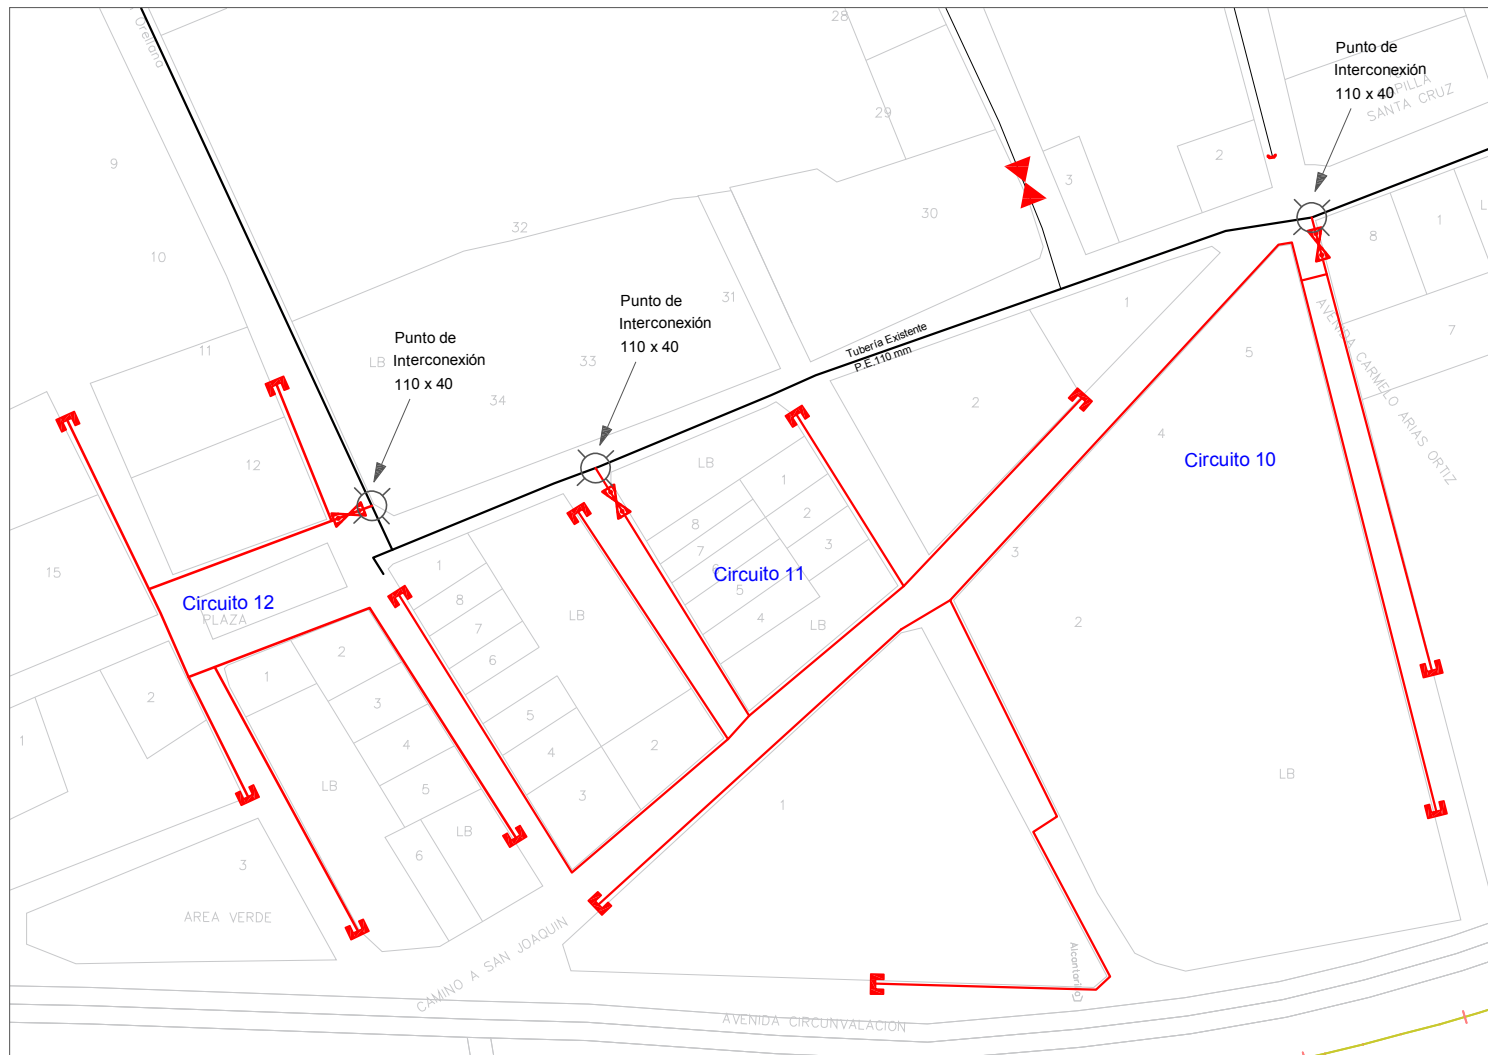 Orellana
28
Punto de
Interconexión
110 x 40
SANTA CRUZ
9
29
3
2
10
32
30
8
1
31
Punto de
Interconexión
110 x 40
1
Punto de
Interconexión
110 x 40
Tubería Existente
P.E.110 mm
AVENIDA CARMELO ARIAS ORTIZ
7
11
LB
33
5
34
2
4
Circuito 10
12
LB
1
8
2
7
3
6
5
4
LB
Circuito 11
3
15
1
8
Circuito 12
PLAZA
7
LB
2
6
2
1
2
3
5
4
2
1
4
LB
5
3
1
LB
LB
6
3
AREA VERDE
CAMINO A SAN JOAQUIN
AVENIDA CIRCUNVALACION